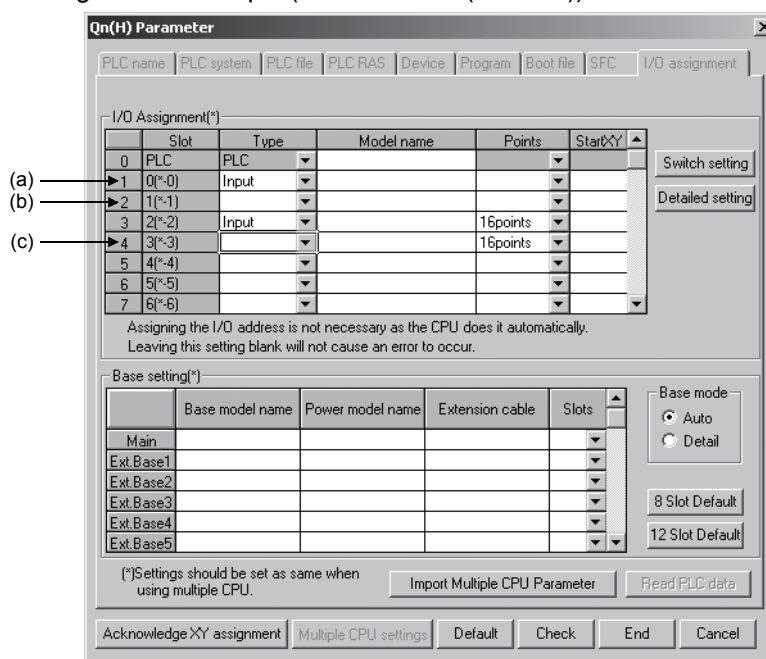 Qn(H) Parameter
PLC name PLC system PLC file PLC RAS Device Program Boot file SFC I/O assignment
I/O Assignment(*)
Slot Type Model name Points StartXY
0 PLC PLC
Switch setting
(a) 1 0(*-0) Input
(b) 2 1(*-1)
Detailed setting
3 2(*-2) Input 16points
(c) 4 3(*-3) 16points
5 4(*-4)
6 5(*-5)
7 6(*-6)
Assigning the I/O address is not necessary as the CPU does it automatically.
Leaving this setting blank will not cause an error to occur.
Base setting(*)
Base model name Power model name Extension cable Slots
Base mode
Auto
Detail
Main
Ext.Base1
Ext.Base2
Ext.Base3
8 Slot Default
Ext.Base4
12 Slot Default
Ext.Base5
(*)Settings should be set as same when
using multiple CPU.
Import Multiple CPU Parameter Read PLC data
Acknowledge XY assignment Multiple CPU settings Default Check End Cancel